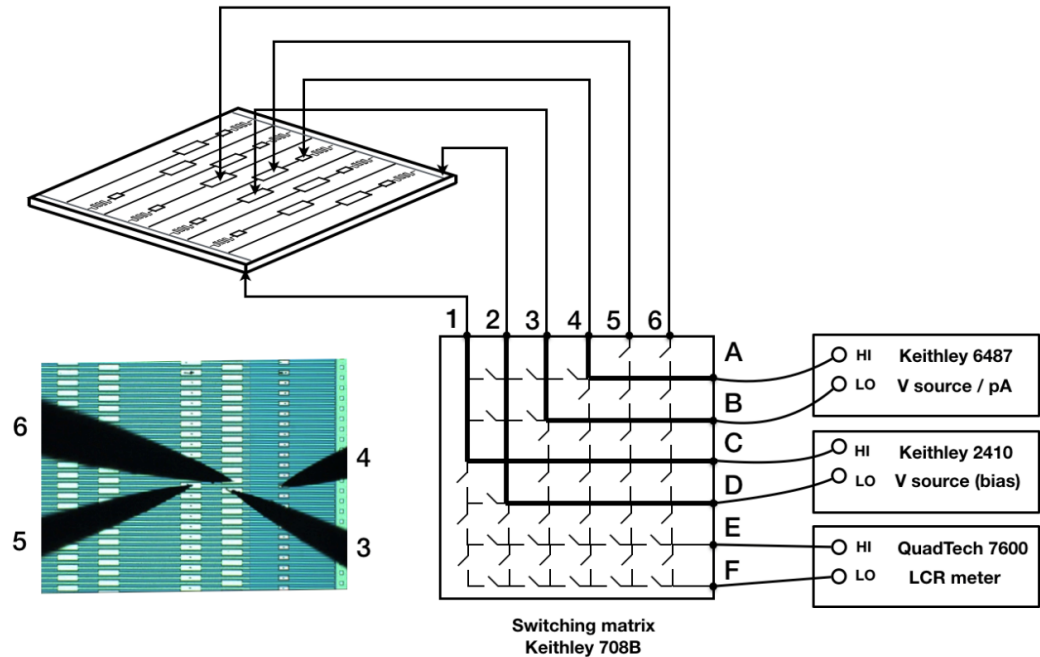 1 2 3 4 5 6
A
HI Keithley 6487
LO V source / pA
B
C
HI Keithley 2410
LO V source (bias)
D
E
HI QuadTech 7600
LO LCR meter
F
6
4
5
3
Switching matrix
Keithley 708B